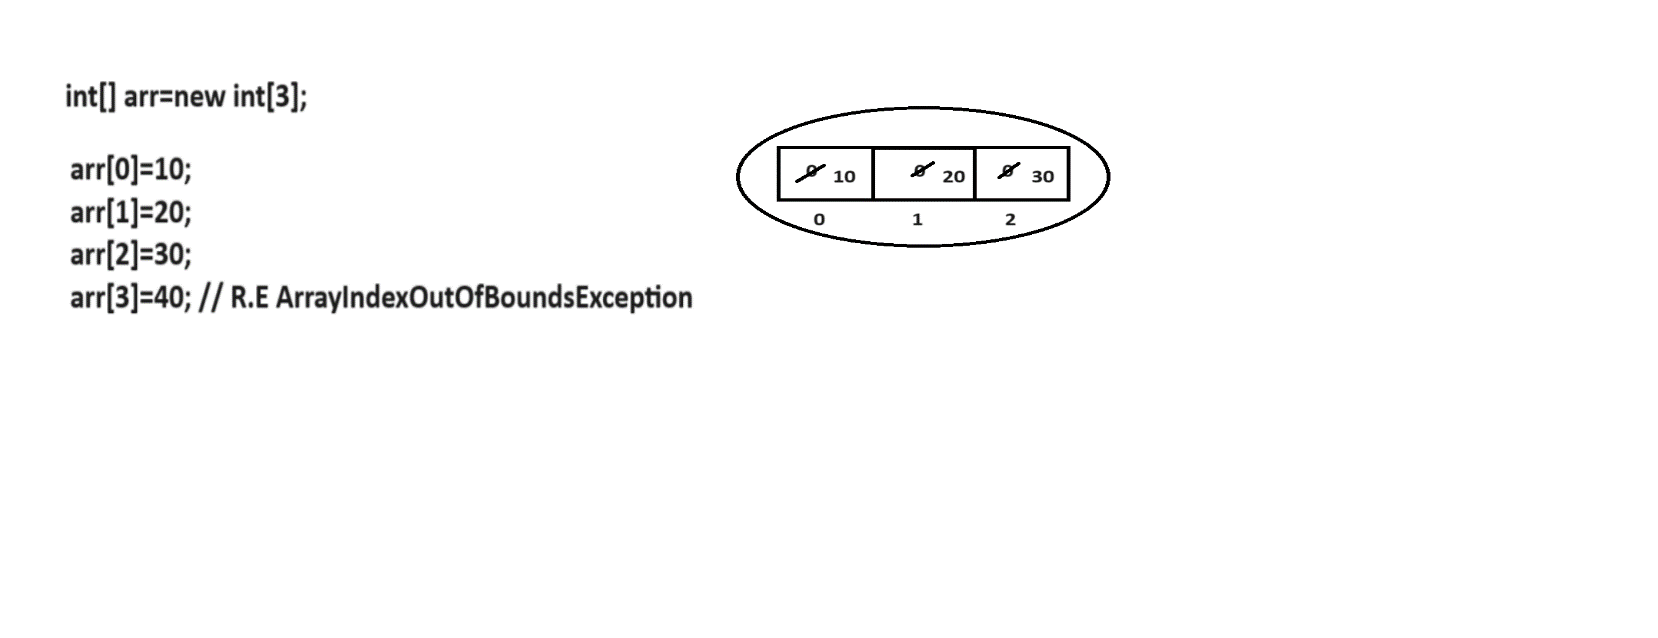 int[] arr=new int[3];
arr[0]=10;
arr[1]=20;
arr[2]=30;
arr[3]=40; // R.E ArrayIndexOutOfBoundsException
0 10 0 20 0 30
0 1 2